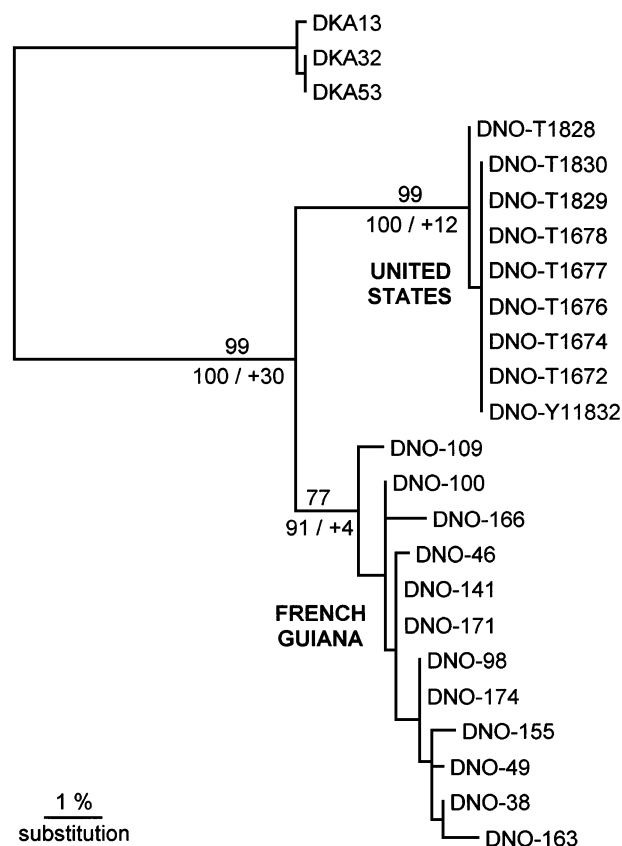 DKA13
DKA32
DKA53
DNO-T1828
DNO-T1830
99
DNO-T1829
100 / +12
DNO-T1678
UNITED
STATES
DNO-T1677
DNO-T1676
DNO-T1674
99
100 / +30
DNO-T1672
DNO-Y11832
DNO-109
DNO-100
77
91 / +4
DNO-166
DNO-46
DNO-141
FRENCH
GUIANA
DNO-171
DNO-98
DNO-174
DNO-155
DNO-49
DNO-38
DNO-163
1 %
substitution